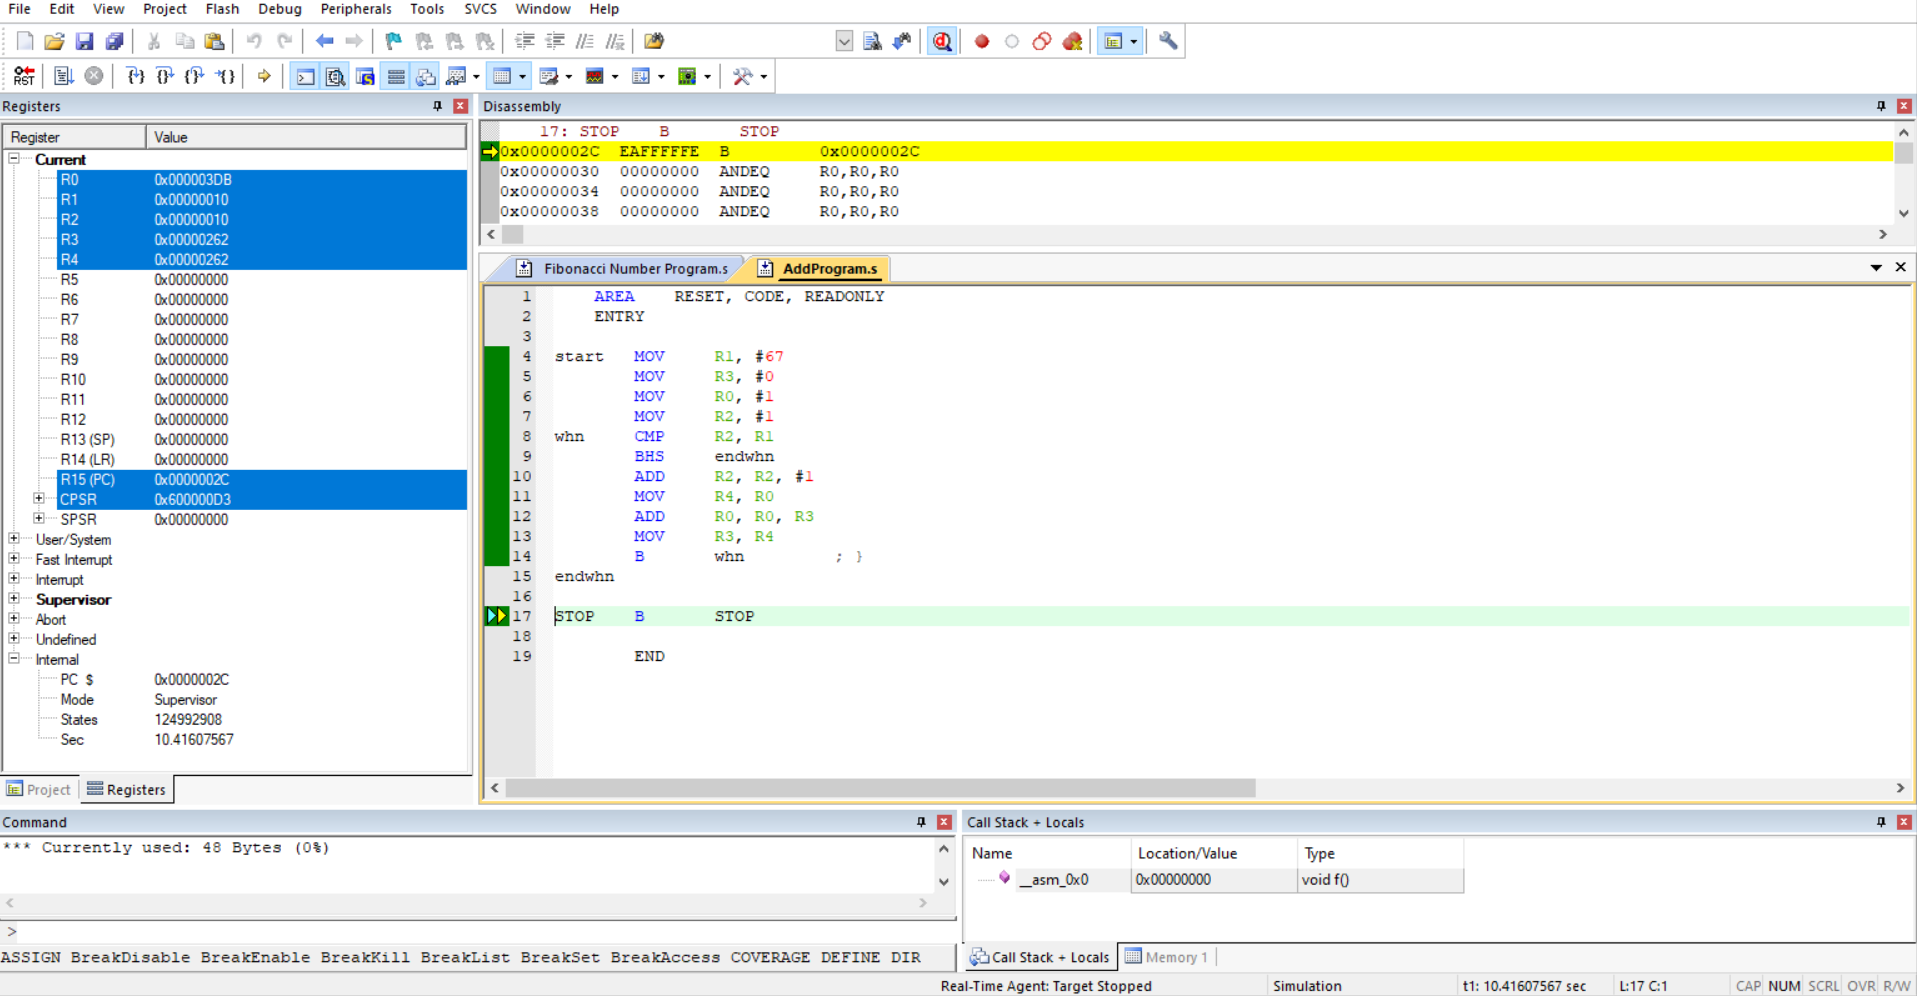 File Edit View Project Flash Debug Peripherals Tools SVCS Window Help
RST
Registers
Register Value
Current
R0 0x000003DB
R1 0x00000010
R2 0x00000010
R3 0x00000262
R4 0x00000262
R5 0x00000000
R6 0x00000000
R7 0x00000000
R8 0x00000000
R9 0x00000000
R10 0x00000000
R11 0x00000000
R12 0x00000000
R13 (SP) 0x00000000
R14 (LR) 0x00000000
R15 (PC) 0x0000002C
CPSR 0x600000D3
SPSR 0x00000000
User/System
Fast Interrupt
Interrupt
Supervisor
Abort
Undefined
Internal
PC $ 0x0000002C
Mode Supervisor
States 124992908
Sec 10.41607567
Project Registers
Disassembly
17: STOP B STOP
0x0000002C EAFFFFFE B 0x0000002C
0x00000030 00000000 ANDEQ R0,R0,R0
0x00000034 00000000 ANDEQ R0,R0,R0
0x00000038 00000000 ANDEQ R0,R0,R0
Fibonacci Number Program.s AddProgram.s
1 AREA RESET, CODE, READONLY
2 ENTRY
3
4 start MOV R1, #67
5 MOV R3, #0
6 MOV R0, #1
7 MOV R2, #1
8 whn CMP R2, R1
9 BHS endwhn
10 ADD R2, R2, #1
11 MOV R4, R0
12 ADD R0, R0, R3
13 MOV R3, R4
14 B whn ; }
15 endwhn
16
17 STOP B STOP
18
19 END
Command
*** Currently used: 48 Bytes (0%)
>
ASSIGN BreakDisable BreakEnable BreakKill BreakList BreakSet BreakAccess COVERAGE DEFINE DIR
Call Stack + Locals
Name Location/Value Type
__asm_0x0 0x00000000 void f()
Call Stack + Locals Memory 1
Real-Time Agent: Target Stopped Simulation t1: 10.41607567 sec L:17 C:1 CAP NUM SCRL OVR R/W